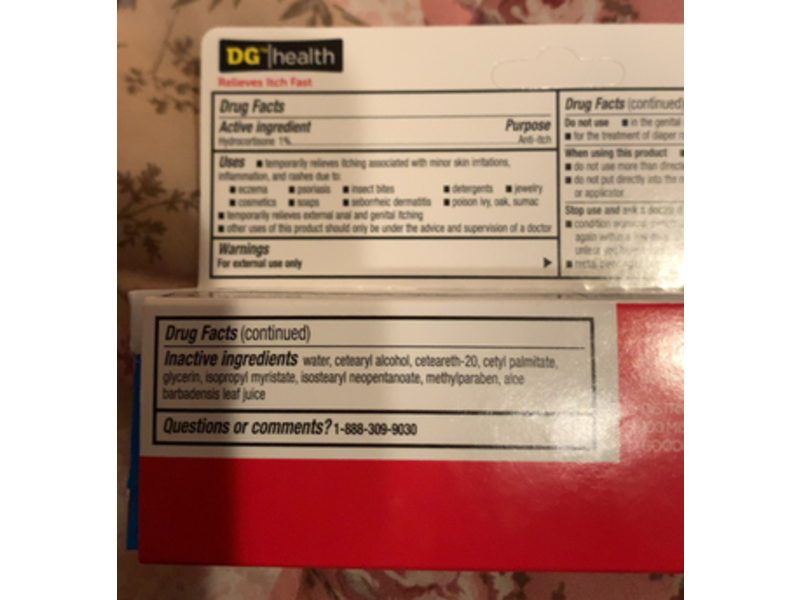 DG™ health
Relieves Itch Fast
Drug Facts
Active ingredient Purpose
Hydrocortisone 1% Anti-itch
Uses ■ temporarily relieves itching associated with minor skin irritations,
inflammation, and rashes due to:
■ eczema ■ psoriasis ■ insect bites ■ detergents ■ jewelry
■ cosmetics ■ soaps ■ seborrheic dermatitis ■ poison ivy, oak, sumac
■ temporarily relieves external anal and genital itching
■ other uses of this product should only be under the advice and supervision of a doctor
Warnings
For external use only
Drug Facts (continued)
Do not use ■ in the genital
■ for the treatment of diaper
When using this product ■
■ do not use more than
■ do not put directly into the
or applicator
Stop use and ask a doctor if
■ condition
Drug Facts (continued)
Inactive ingredients water, cetearyl alcohol, ceteareth-20, cetyl palmitate,
glycerin, isopropyl myristate, isostearyl neopentanoate, methylparaben, aloe
barbadensis leaf juice
Questions or comments? 1-888-309-9030